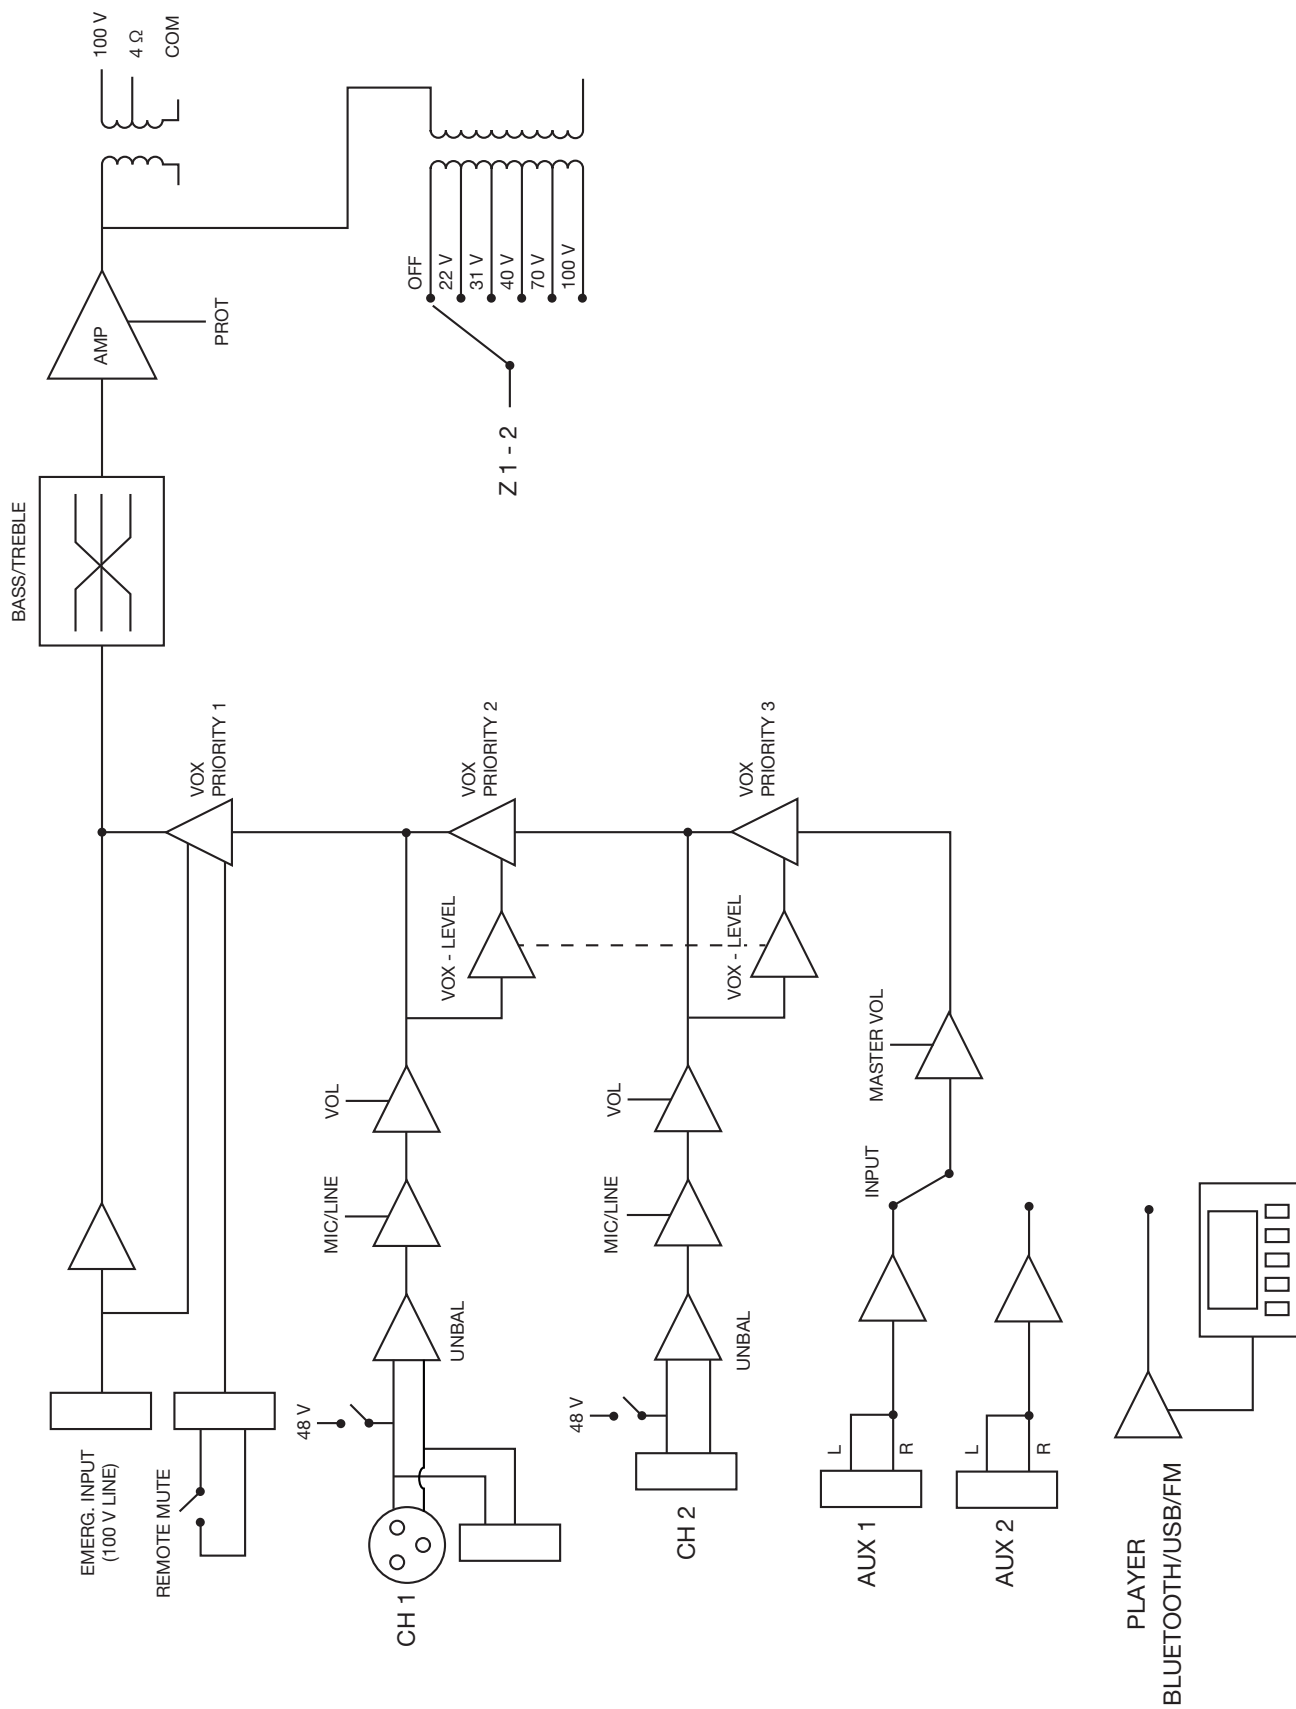 100 V
4 Ω
COM
PROT
AMP
BASS/TREBLE
OFF
22 V
31 V
40 V
70 V
100 V
Z 1 - 2
VOX
PRIORITY 1
VOX
PRIORITY 2
VOX
PRIORITY 3
VOX - LEVEL
VOX - LEVEL
MASTER VOL
VOL
VOL
INPUT
MIC/LINE
MIC/LINE
UNBAL
UNBAL
48 V
48 V
EMERG. INPUT
(100 V LINE)
REMOTE MUTE
CH 1
CH 2
L
R
AUX 1
L
R
AUX 2
PLAYER
BLUETOOTH/USB/FM